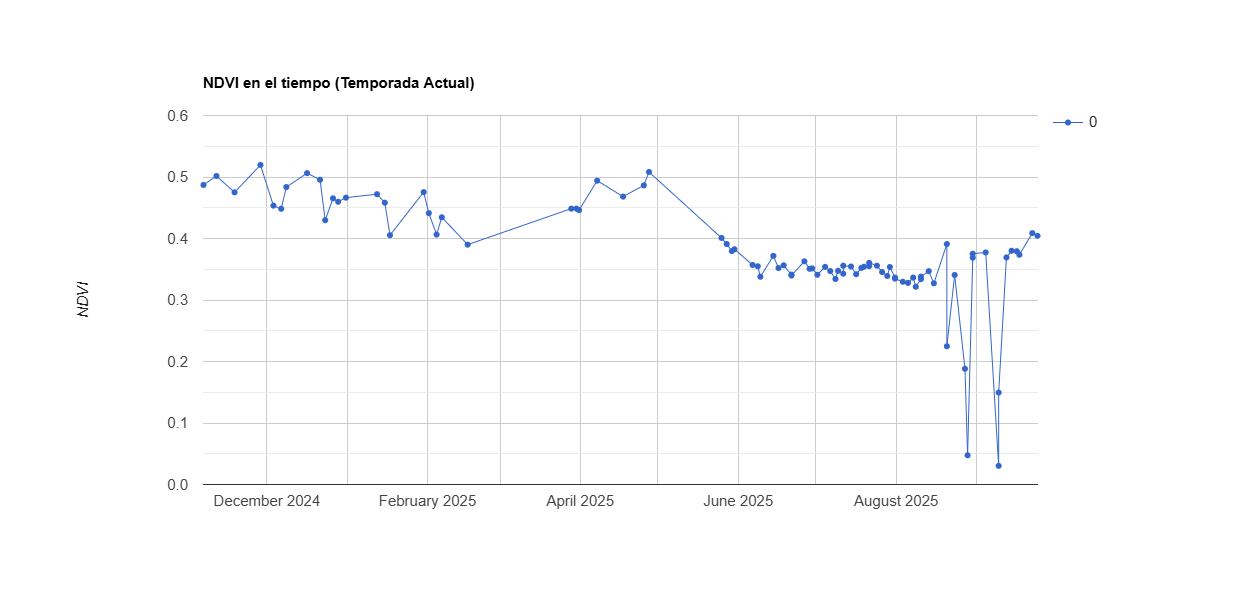 NDVI en el tiempo (Temporada Actual)
0.6
0.5
0.4
0.3
0.2
0.1
0.0
NDVI
December 2024
February 2025
April 2025
June 2025
August 2025
0